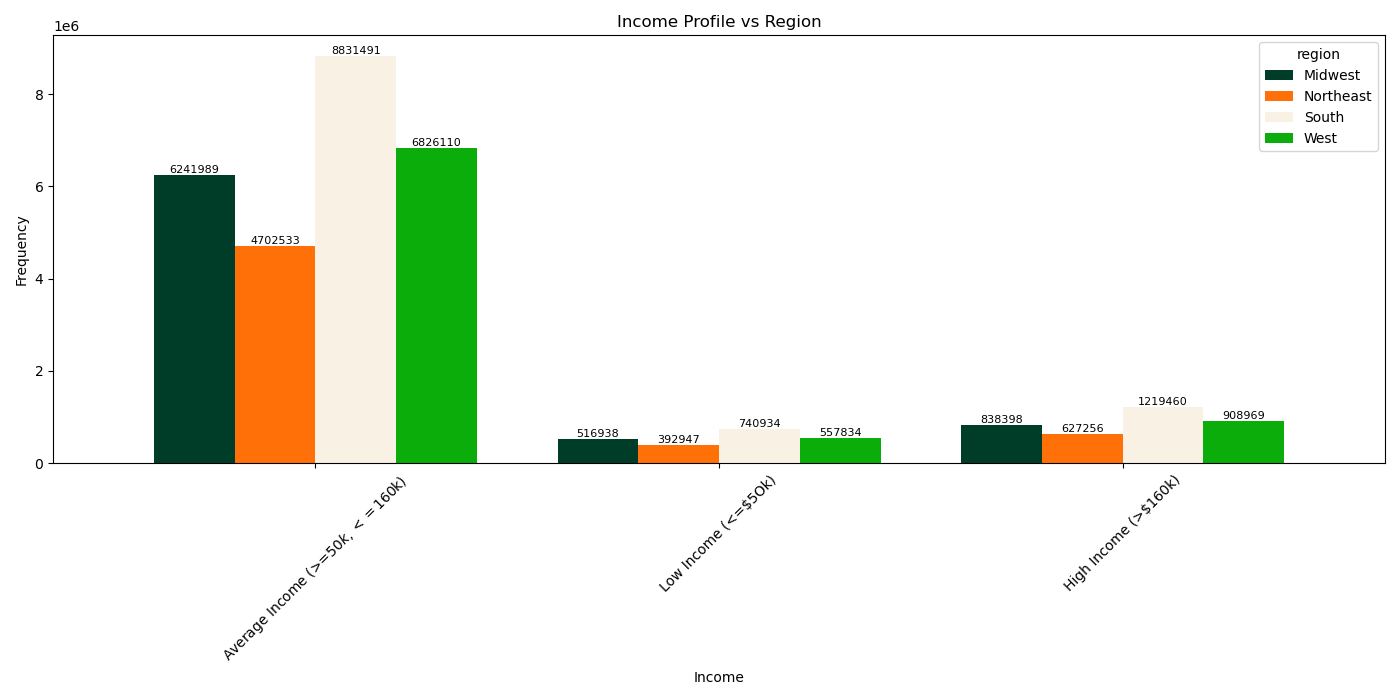 Income Profile vs Region
1e6
8
6
4
2
0
Frequency
6241989
4702533
8831491
6826110
516938
392947
740934
557834
838398
627256
1219460
908969
region
Midwest
Northeast
South
West
Average Income (>=50k, < = 160k)
Low Income (<=$5Ok)
High Income (>$160k)
Income